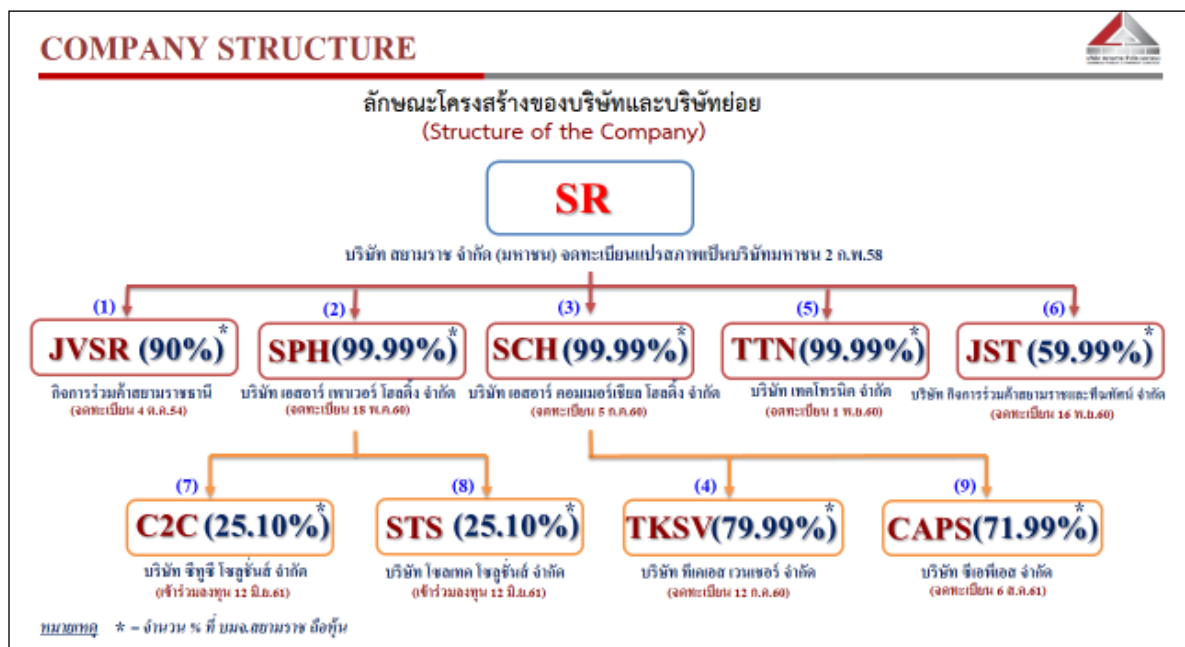 COMPANY STRUCTURE
ลักษณะโครงสร้างของบริษัทและบริษัทย่อย
(Structure of the Company)
SR
บริษัท สยามราช จำกัด (มหาชน) จดทะเบียนแปรสภาพเป็นบริษัทมหาชน 2 ก.พ.58
(1) (2) (3) (5) (6)
JVSR (90%)* SPH(99.99%)* SCH(99.99%)* TTN(99.99%)* JST (59.99%)*
กิจการร่วมค้าสยามราชธานี บริษัท เอสอาร์ เพาเวอร์ โฮลดิ้ง จำกัด บริษัท เอสอาร์ คอมเมอร์เชียล โฮลดิ้ง จำกัด บริษัท เทคโทรนิค จำกัด บริษัท กิจการร่วมค้าสยามราชและทีฆทัศน์ จำกัด
(จดทะเบียน 4 ต.ค.54) (จดทะเบียน 18 พ.ค.60) (จดทะเบียน 5 ก.ค.60) (จดทะเบียน 1 พ.ย.60) (จดทะเบียน 16 พ.ย.60)
(7) (8) (4) (9)
C2C (25.10%)* STS (25.10%)* TKSV(79.99%)* CAPS(71.99%)*
บริษัท ซีทูซี โซลูชั่นส์ จำกัด บริษัท โซลเทค โซลูชั่นส์ จำกัด บริษัท ทีเคเอส เวนเชอร์ จำกัด บริษัท ซีเอพีเอส จำกัด
(เข้าร่วมลงทุน 12 มิ.ย.61) (เข้าร่วมลงทุน 12 มิ.ย.61) (จดทะเบียน 12 ก.ค.60) (จดทะเบียน 6 ส.ค.61)
หมายเหตุ * = จำนวน % ที่ บมจ.สยามราช ถือหุ้น